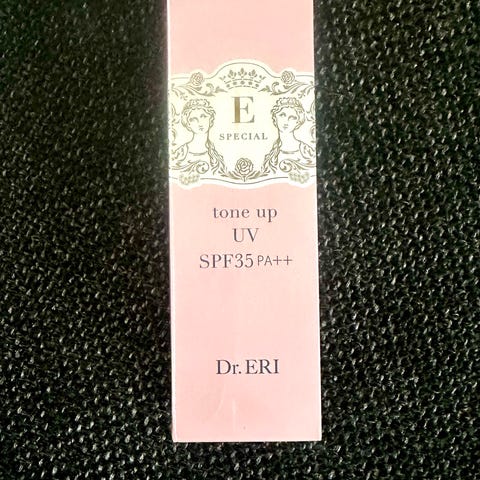 E
SPECIAL
tone up
UV
SPF35 PA++
Dr. ERI